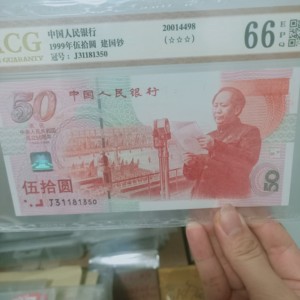 ACG
中国人民银行
1999年伍拾圆 建国钞
冠号: J31181350
20014498
(☆☆☆)
66 EPQ
50
中国人民银行
伍拾圆
J31181350
50